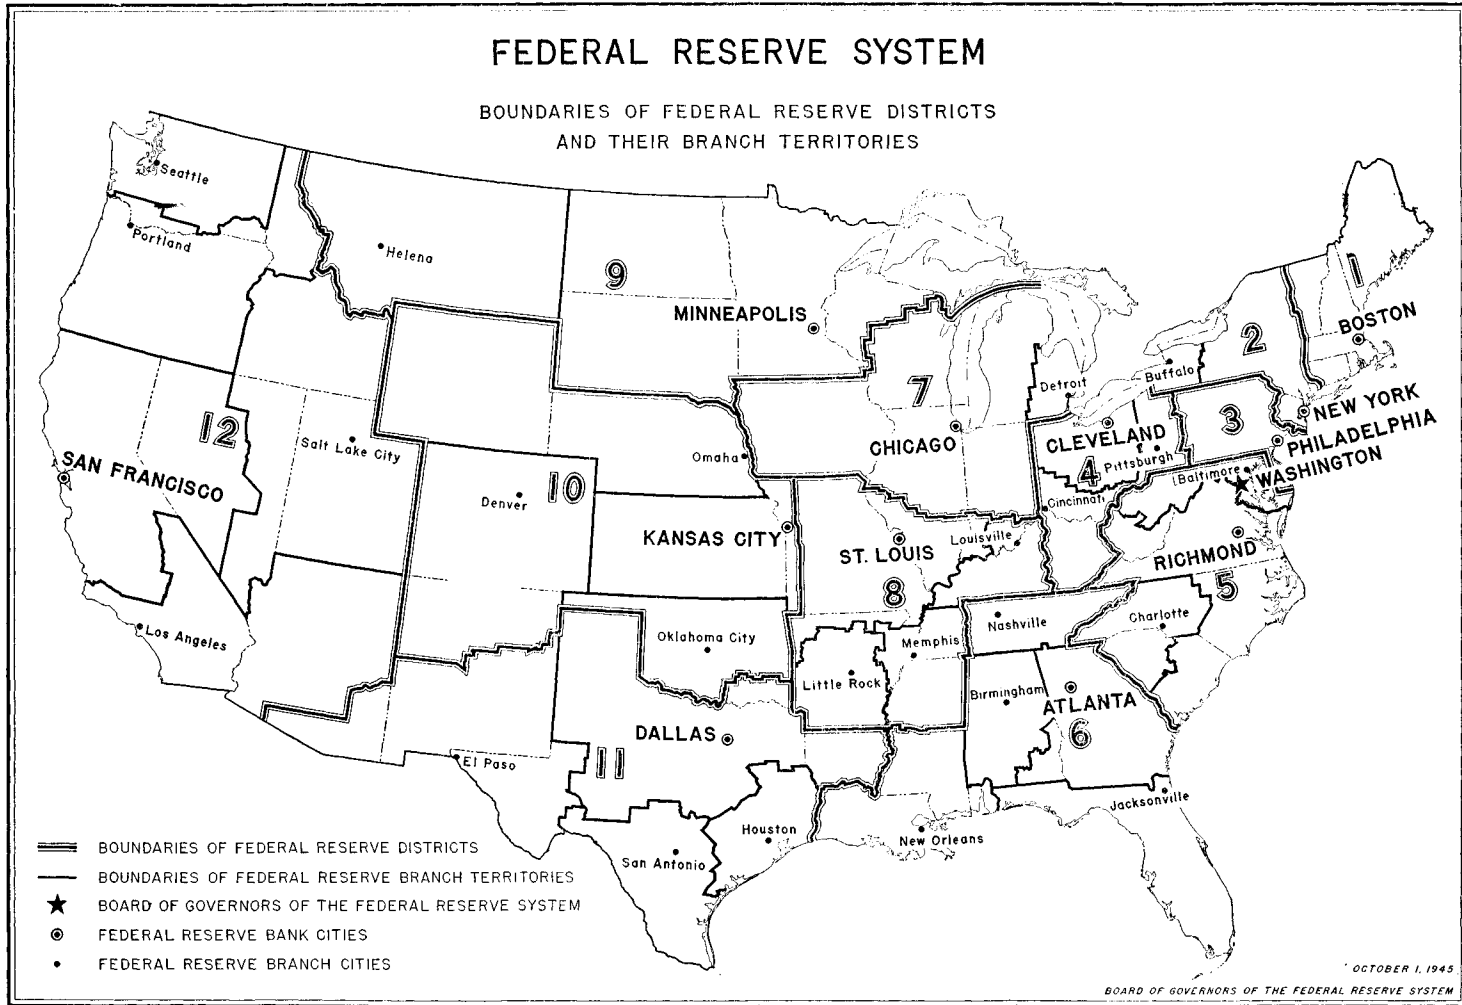 FEDERAL RESERVE SYSTEM
BOUNDARIES OF FEDERAL RESERVE DISTRICTS
AND THEIR BRANCH TERRITORIES
Seattle
Portland
Helena
9
MINNEAPOLIS
1
BOSTON
2
Buffalo
7
Detroit
NEW YORK
3
PHILADELPHIA
WASHINGTON
12
SAN FRANCISCO
Salt Lake City
Omaha
CHICAGO
CLEVELAND
4
Pittsburgh
Baltimore
Cincinnati
Denver
10
KANSAS CITY
ST. LOUIS
8
Louisville
RICHMOND
5
Los Angeles
Oklahoma City
Memphis
Nashville
Charlotte
Little Rock
Birmingham
ATLANTA
6
DALLAS
11
El Paso
Jacksonville
Houston
New Orleans
San Antonio
BOUNDARIES OF FEDERAL RESERVE DISTRICTS
BOUNDARIES OF FEDERAL RESERVE BRANCH TERRITORIES
BOARD OF GOVERNORS OF THE FEDERAL RESERVE SYSTEM
FEDERAL RESERVE BANK CITIES
FEDERAL RESERVE BRANCH CITIES
OCTOBER 1, 1945
BOARD OF GOVERNORS OF THE FEDERAL RESERVE SYSTEM